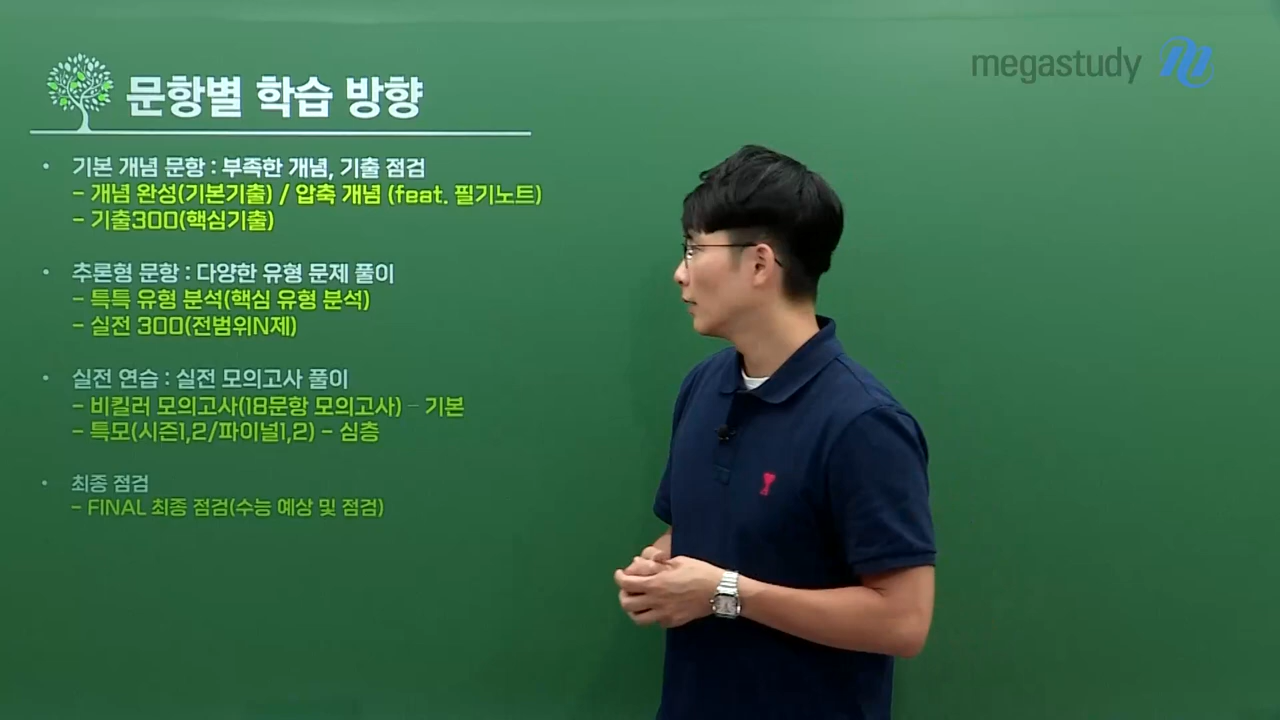 megastudy
문항별 학습 방향
• 기본 개념 문항 : 부족한 개념, 기출 점검
- 개념 완성(기본기출) / 압축 개념 (feat. 필기노트)
- 기출300(핵심기출)
• 추론형 문항 : 다양한 유형 문제 풀이
- 특특 유형 분석(핵심 유형 분석)
- 실전 300(전범위N제)
• 실전 연습 : 실전 모의고사 풀이
- 비킬러 모의고사(18문항 모의고사) - 기본
- 특모(시즌1,2/파이널1,2) - 심층
• 최종 점검
- FINAL 최종 점검(수능 예상 및 점검)